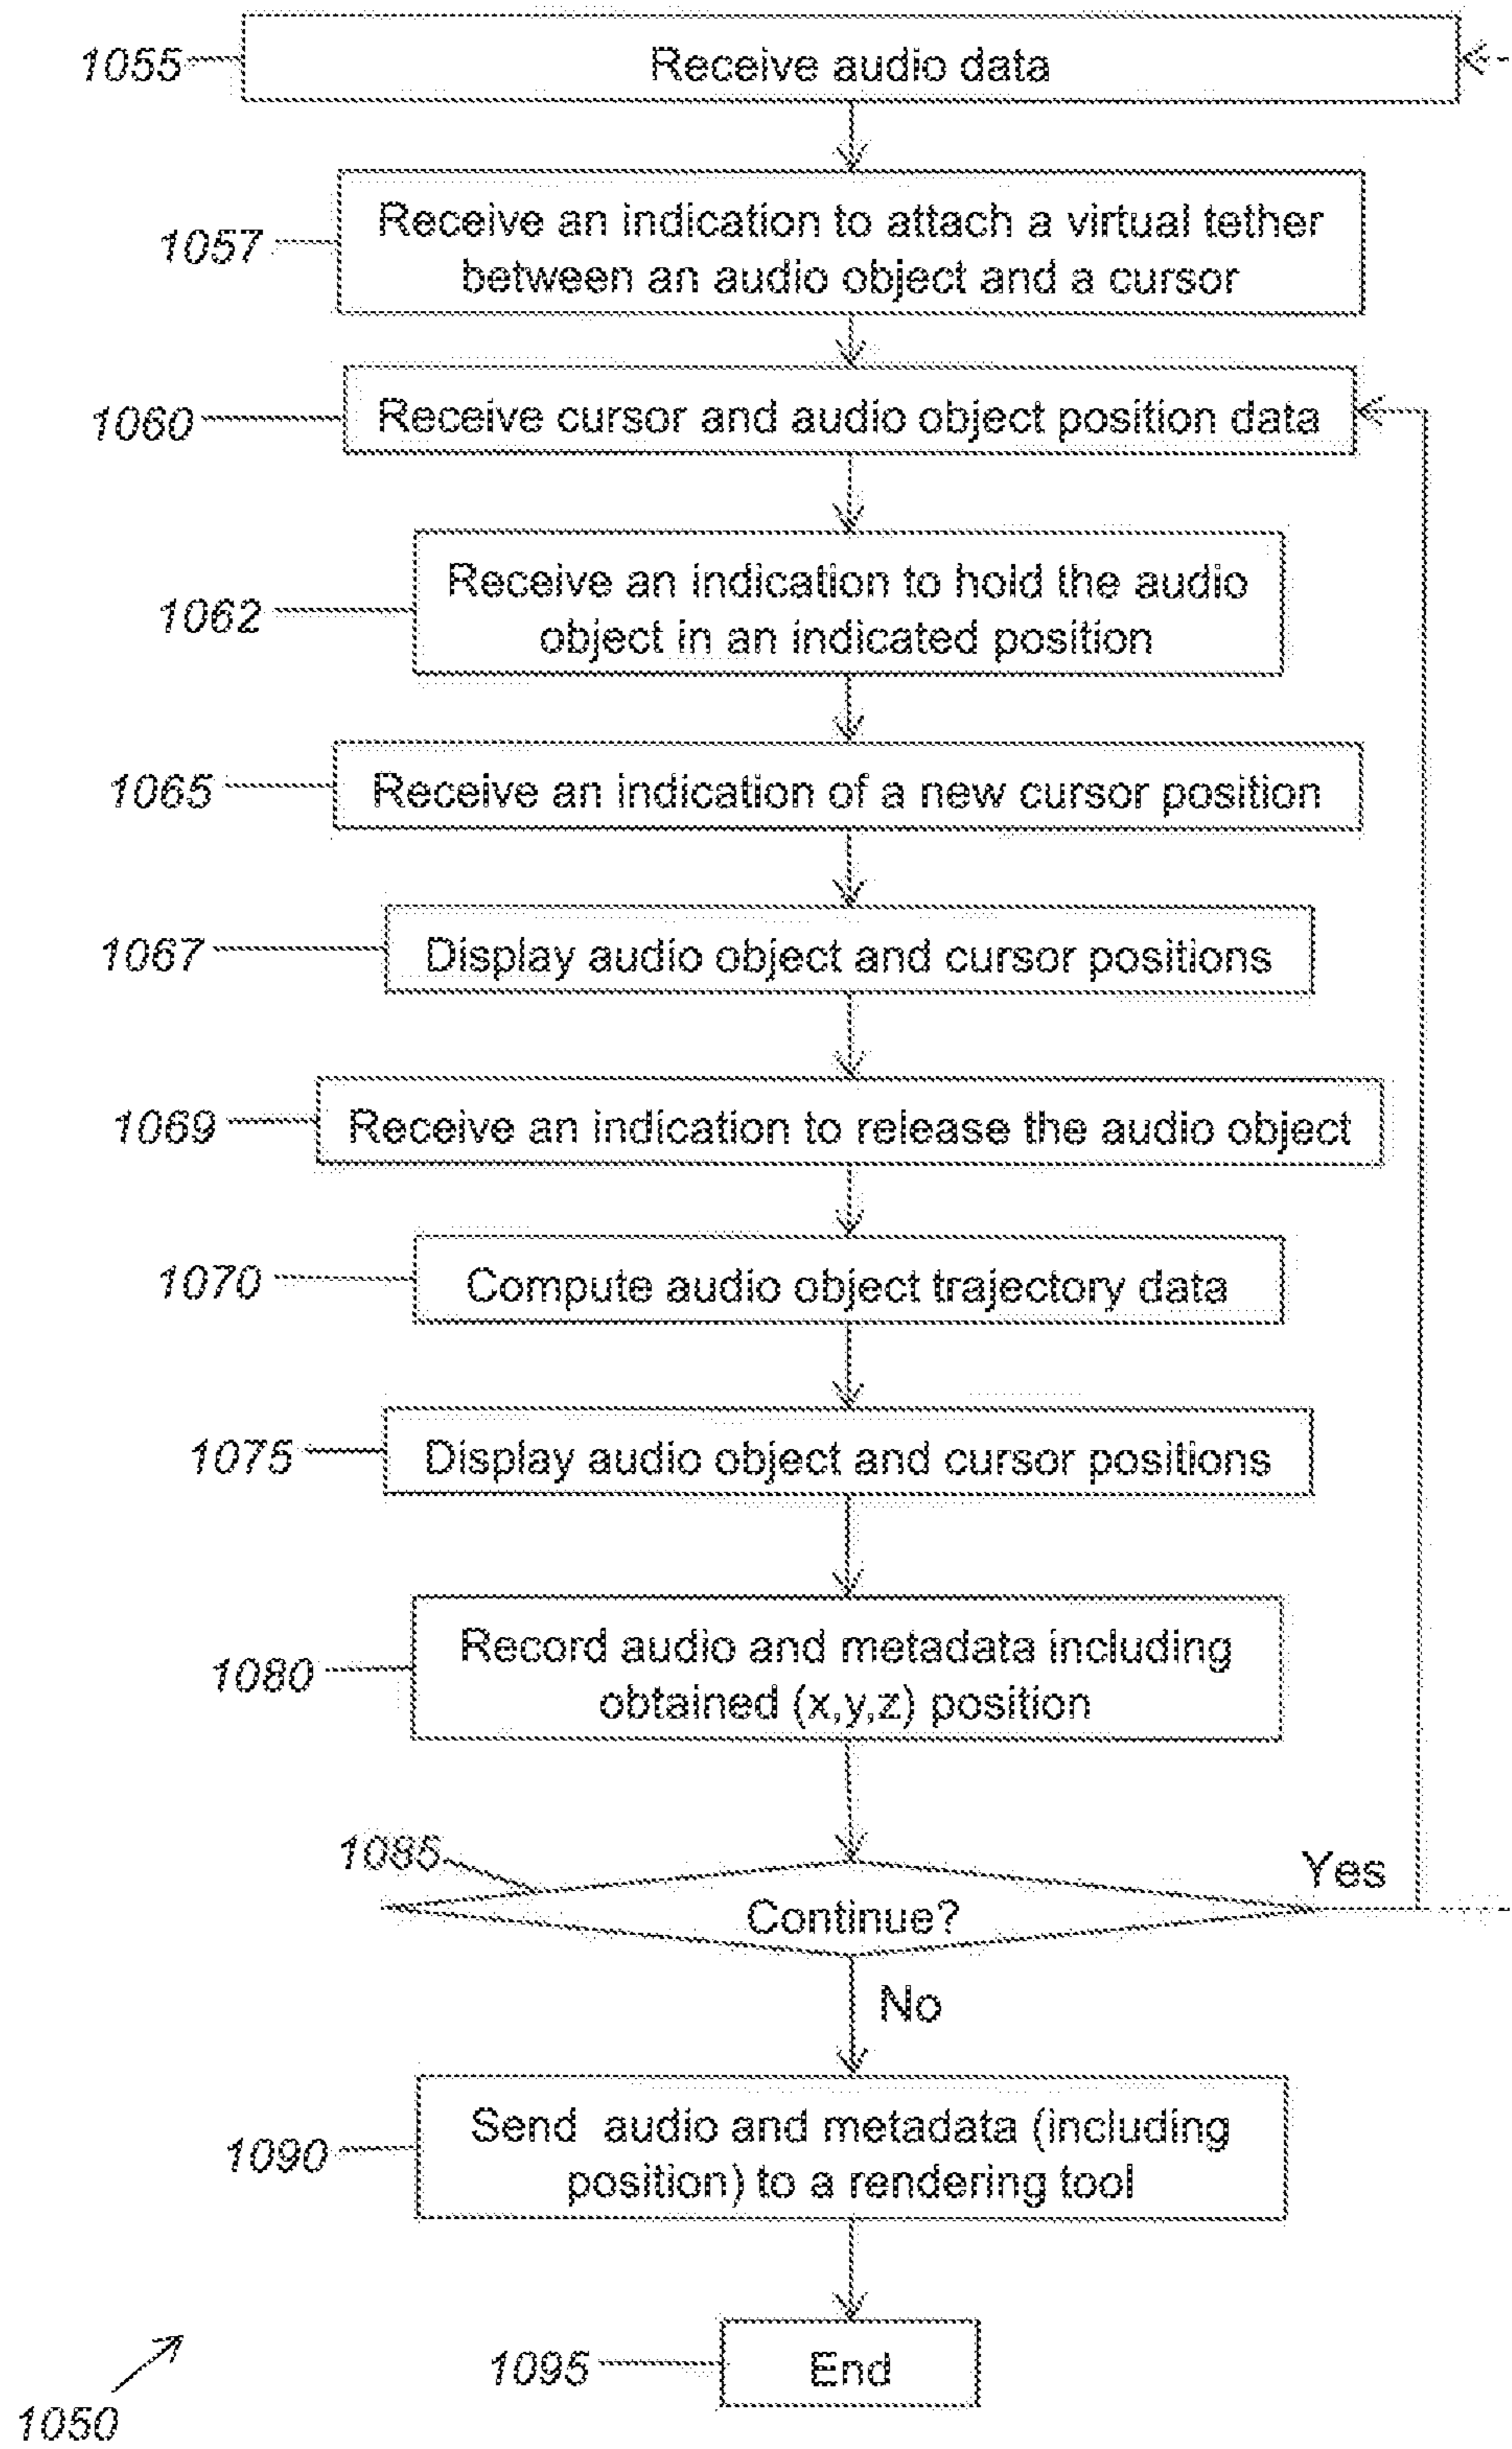 1055
Receive audio data
1057
Receive an indication to attach a virtual tether
between an audio object and a cursor
1060
Receive cursor and audio object position data
1062
Receive an indication to hold the audio
object in an indicated position
1065
Receive an indication of a new cursor position
1067
Display audio object and cursor positions
1069
Receive an indication to release the audio object
1070
Compute audio object trajectory data
1075
Display audio object and cursor positions
1080
Record audio and metadata including
obtained (x,y,z) position
1085
Continue?
Yes
No
1090
Send audio and metadata (including
position) to a rendering tool
1095
End
1050